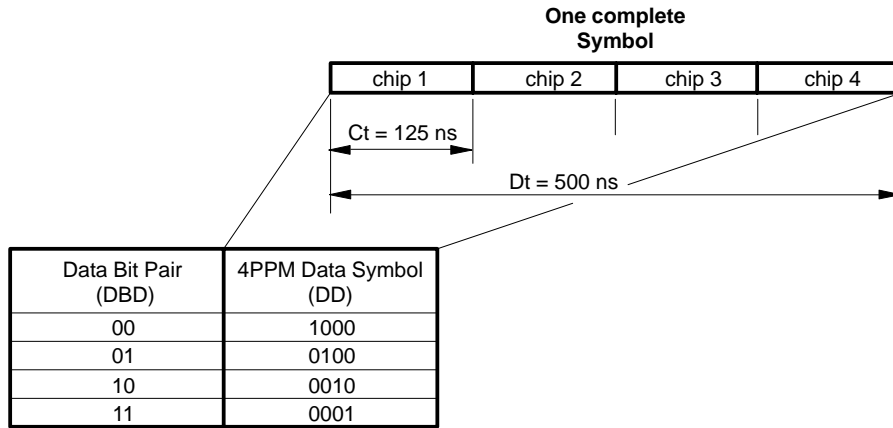 One complete
Symbol
chip 1 chip 2 chip 3 chip 4
Ct = 125 ns
Dt = 500 ns
Data Bit Pair 4PPM Data Symbol
(DBD) (DD)
00 1000
01 0100
10 0010
11 0001